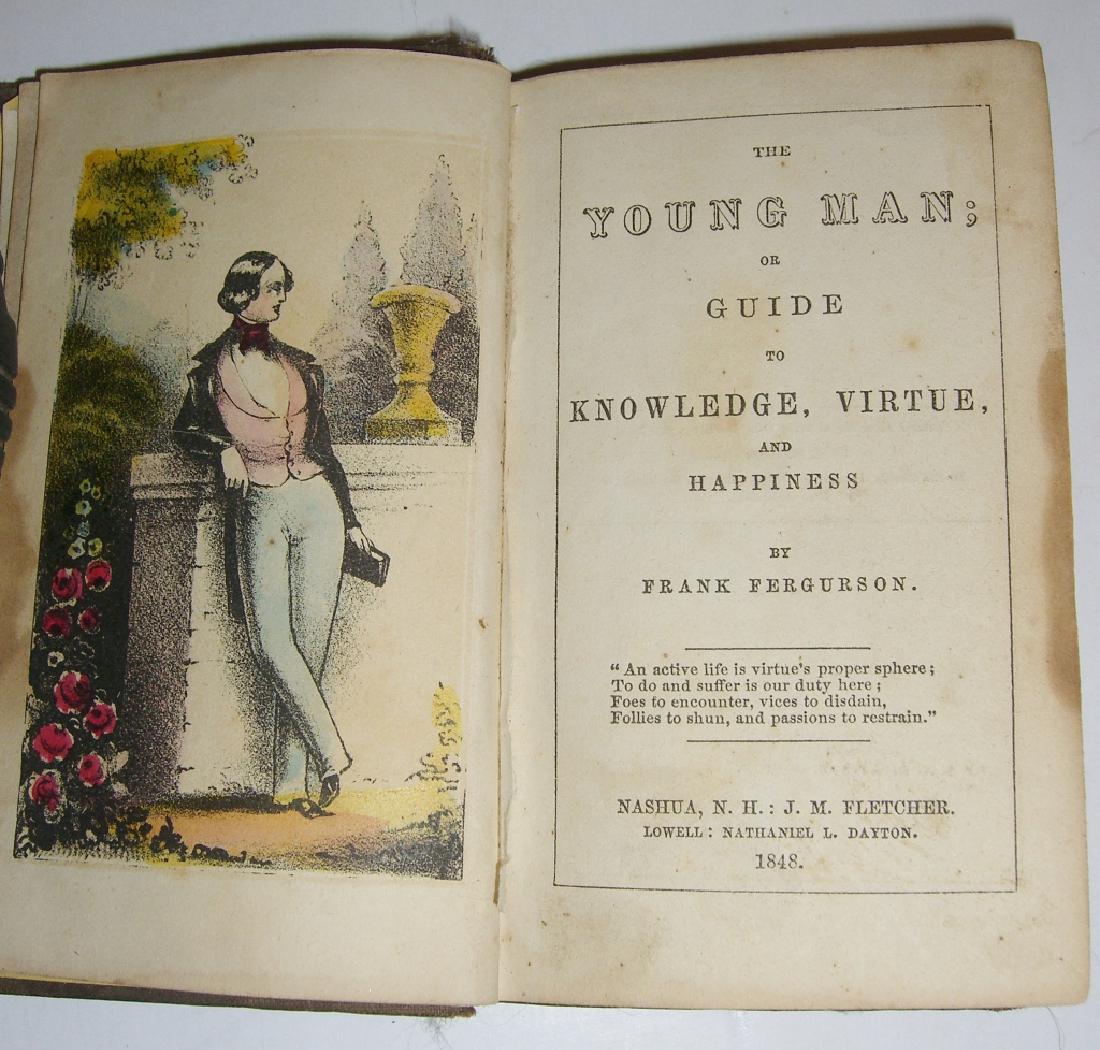 THE
YOUNG MAN;
OR
GUIDE
TO
KNOWLEDGE, VIRTUE,
AND
HAPPINESS
BY
FRANK FERGURSON.
"An active life is virtue's proper sphere;
To do and suffer is our duty here;
Foes to encounter, vices to disdain,
Follies to shun, and passions to restrain."
NASHUA, N. H.: J. M. FLETCHER.
LOWELL: NATHANIEL L. DAYTON.
1848.